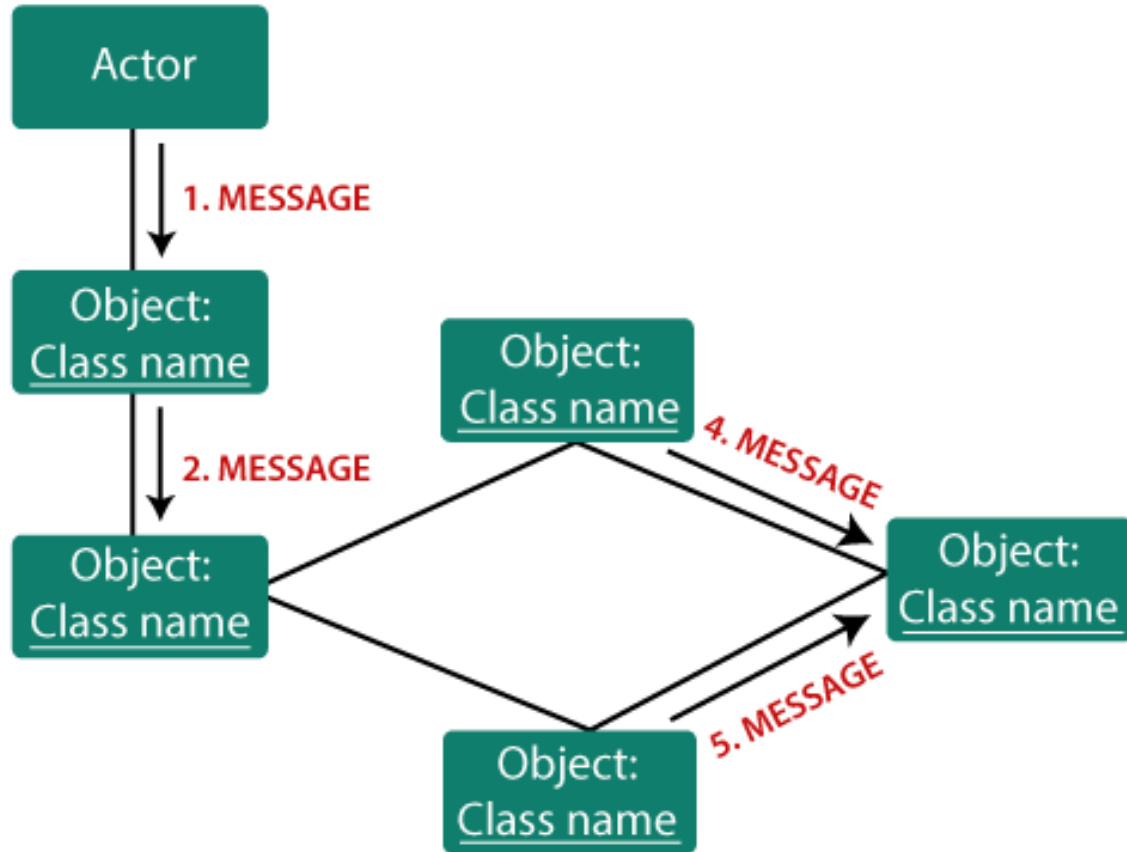 Actor
1. MESSAGE
Object:
Class name
2. MESSAGE
Object:
Class name
Object:
Class name
4. MESSAGE
Object:
Class name
5. MESSAGE
Object:
Class name